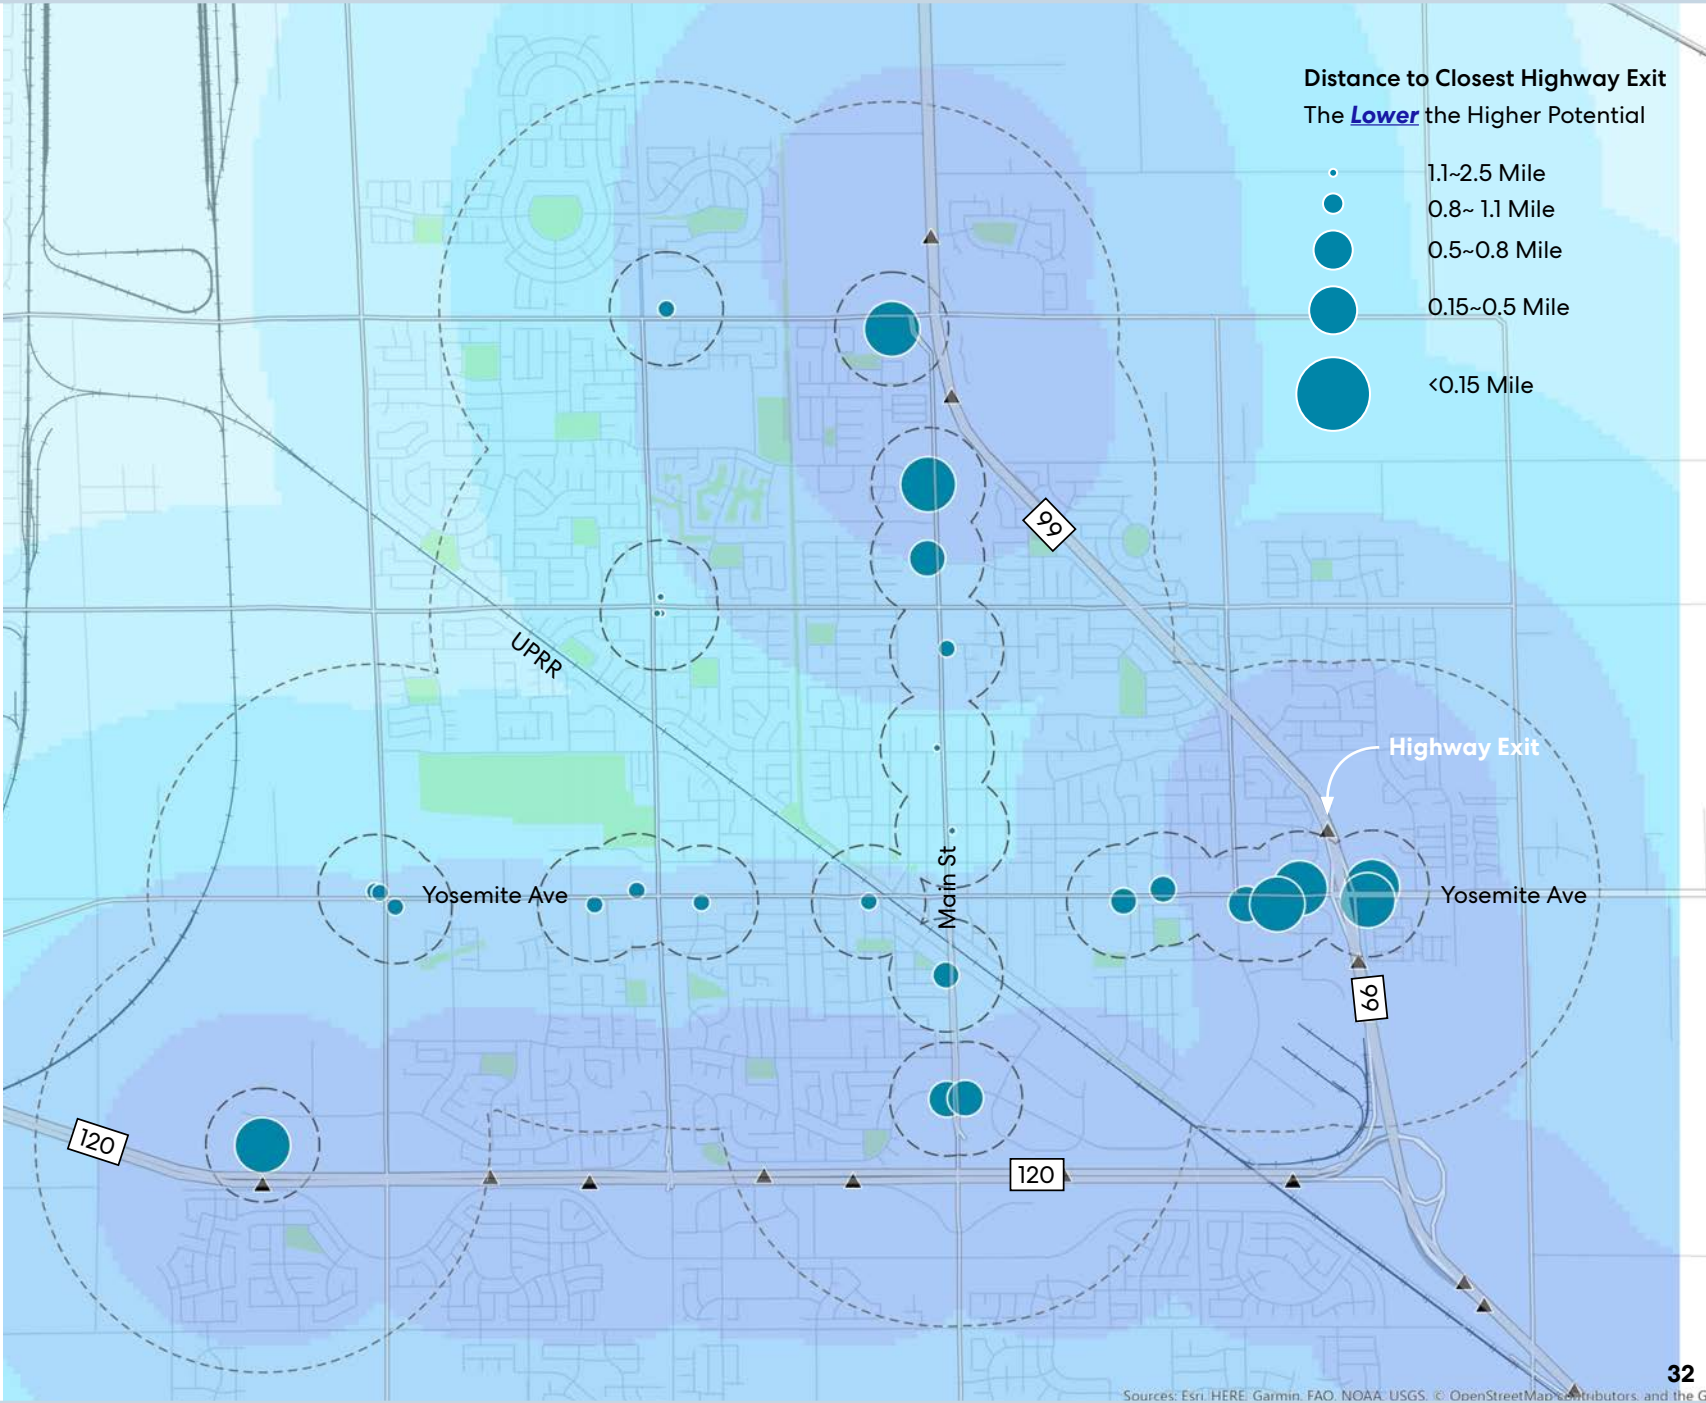 Distance to Closest Highway Exit
The Lower the Higher Potential
1.1~2.5 Mile
0.8~ 1.1 Mile
0.5~0.8 Mile
0.15~0.5 Mile
<0.15 Mile
99
UPRR
Highway Exit
Main St
Yosemite Ave
Yosemite Ave
99
120
120
32
Sources: Esri, HERE, Garmin, FAO, NOAA, USGS, © OpenStreetMap contributors, and the G